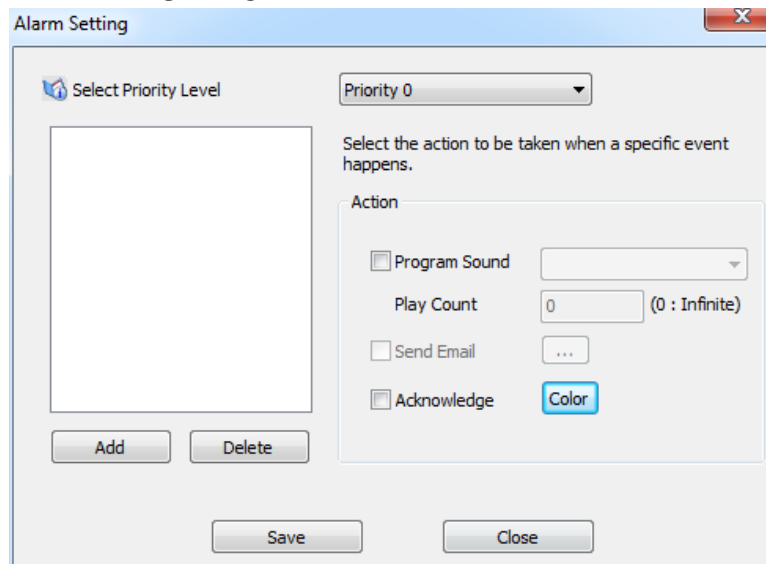 Alarm Setting
Select Priority Level
Priority 0
Select the action to be taken when a specific event
happens.
Action
Program Sound
Play Count 0 (0 : Infinite)
Send Email ...
Acknowledge Color
Add Delete
Save Close